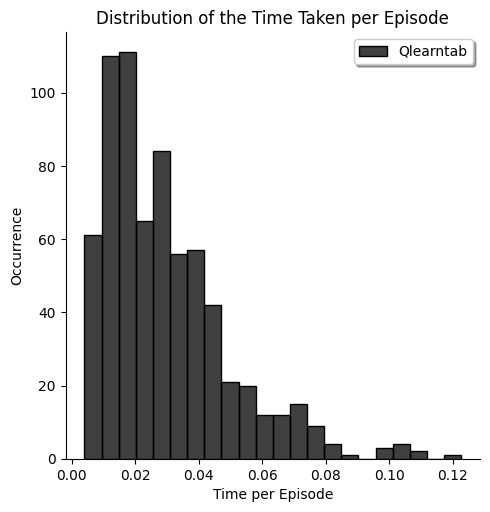 Distribution of the Time Taken per Episode
Qlearntab
Occurrence
100
80
60
40
20
0
0.00 0.02 0.04 0.06 0.08 0.10 0.12
Time per Episode